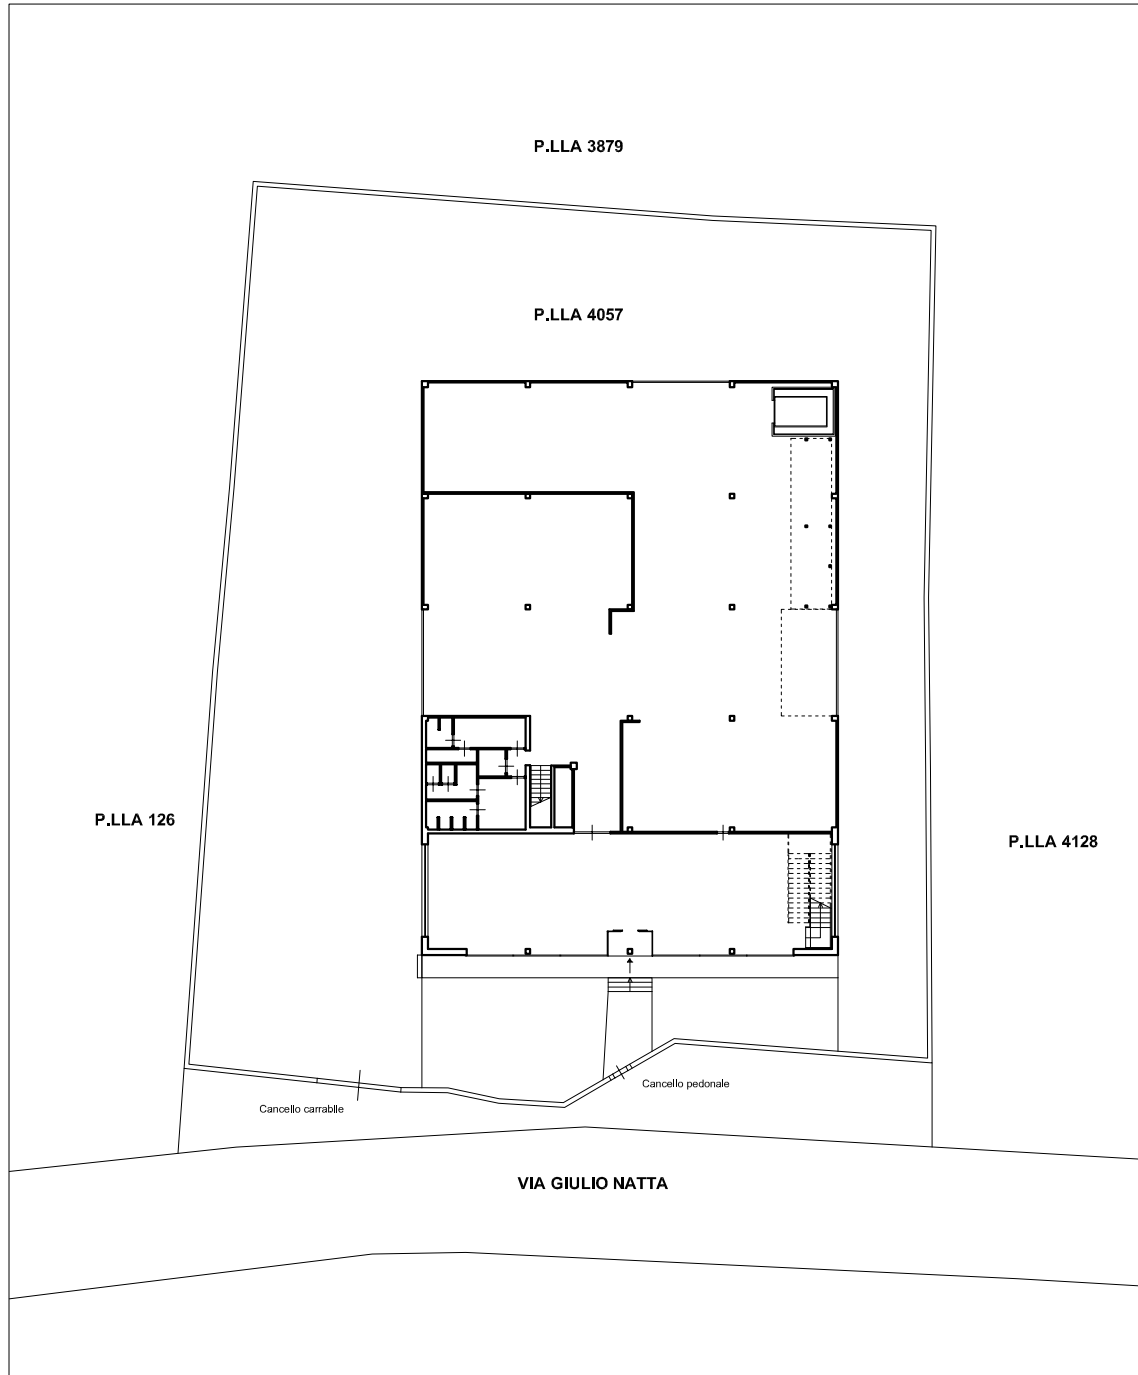 P.LLA 3879
P.LLA 4057
P.LLA 126
P.LLA 4128
Cancello pedonale
Cancello carrabile
VIA GIULIO NATTA